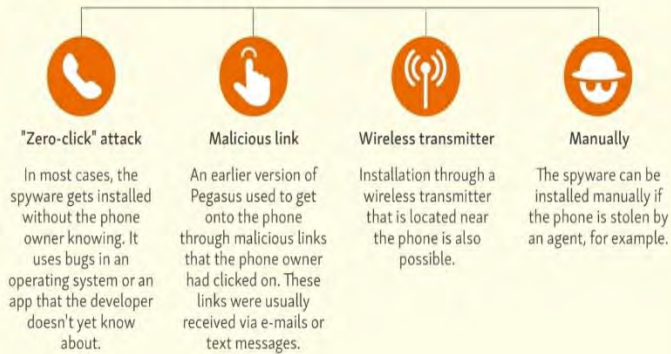 "Zero-click" attack
In most cases, the
spyware gets installed
without the phone
owner knowing. It
uses bugs in an
operating system or an
app that the developer
doesn't yet know
about.
Malicious link
An earlier version of
Pegasus used to get
onto the phone
through malicious links
that the phone owner
had clicked on. These
links were usually
received via e-mails or
text messages.
Wireless transmitter
Installation through a
wireless transmitter
that is located near
the phone is also
possible.
Manually
The spyware can be
installed manually if
the phone is stolen by
an agent, for example.